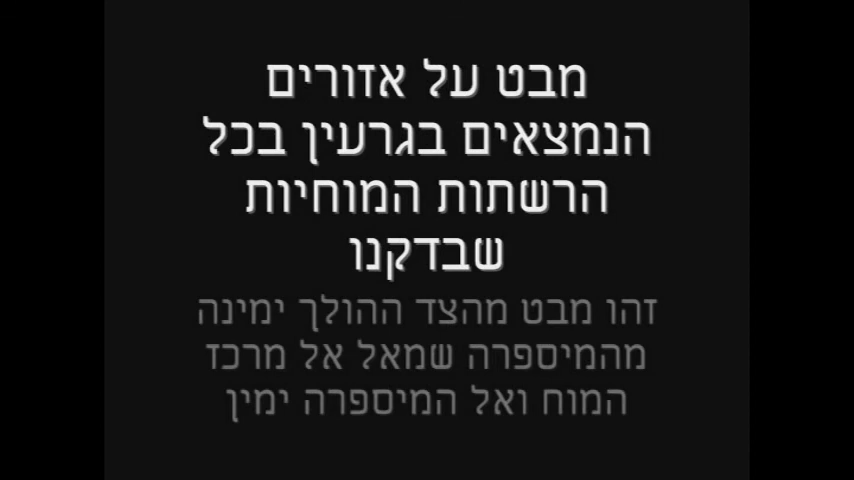 מבט על אזורים
הנמצאים בגרעין בכל
הרשתות המוחיות
שבדקנו
זהו מבט מהצד ההולך ימינה
מהמיספרה שמאל אל מרכז
המוח ואל המיספרה ימין